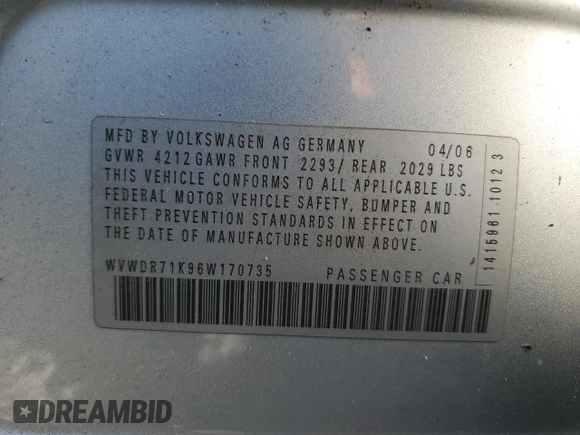 MFD BY VOLKSWAGEN AG GERMANY 04/06
GVWR 4212 GAWR FRONT 2293/ REAR 2029 LBS
THIS VEHICLE CONFORMS TO ALL APPLICABLE U.S.
FEDERAL MOTOR VEHICLE SAFETY, BUMPER AND
THEFT PREVENTION STANDARDS IN EFFECT ON
THE DATE OF MANUFACTURE SHOWN ABOVE.
WVWDR71K96W170735 PASSENGER CAR
1415961 1012 3
DREAMBID